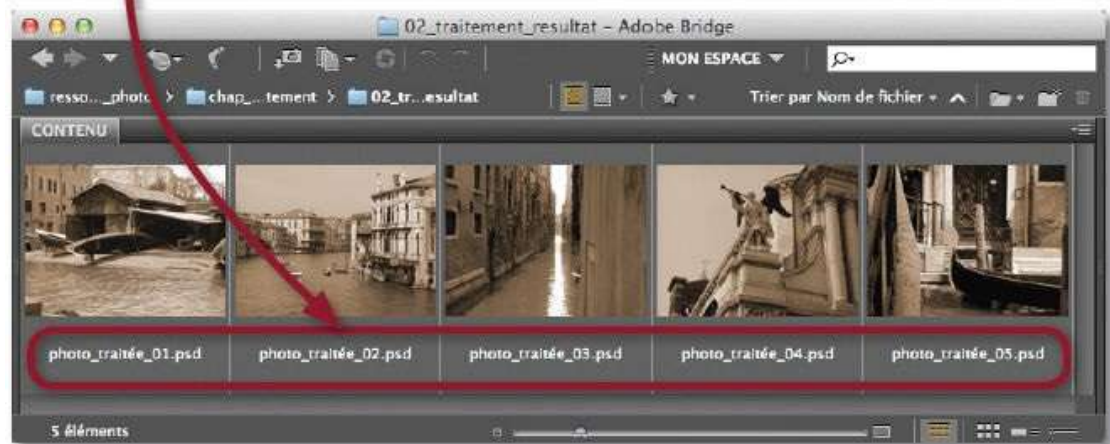 02_traitement_resultat – Adobe Bridge
MON ESPACE
resso..._photo > chap_...tement > 02_tr...esultat Trier par Nom de fichier
CONTENU
photo_traitée_01.psd photo_traitée_02.psd photo_traitée_03.psd photo_traitée_04.psd photo_traitée_05.psd
5 éléments